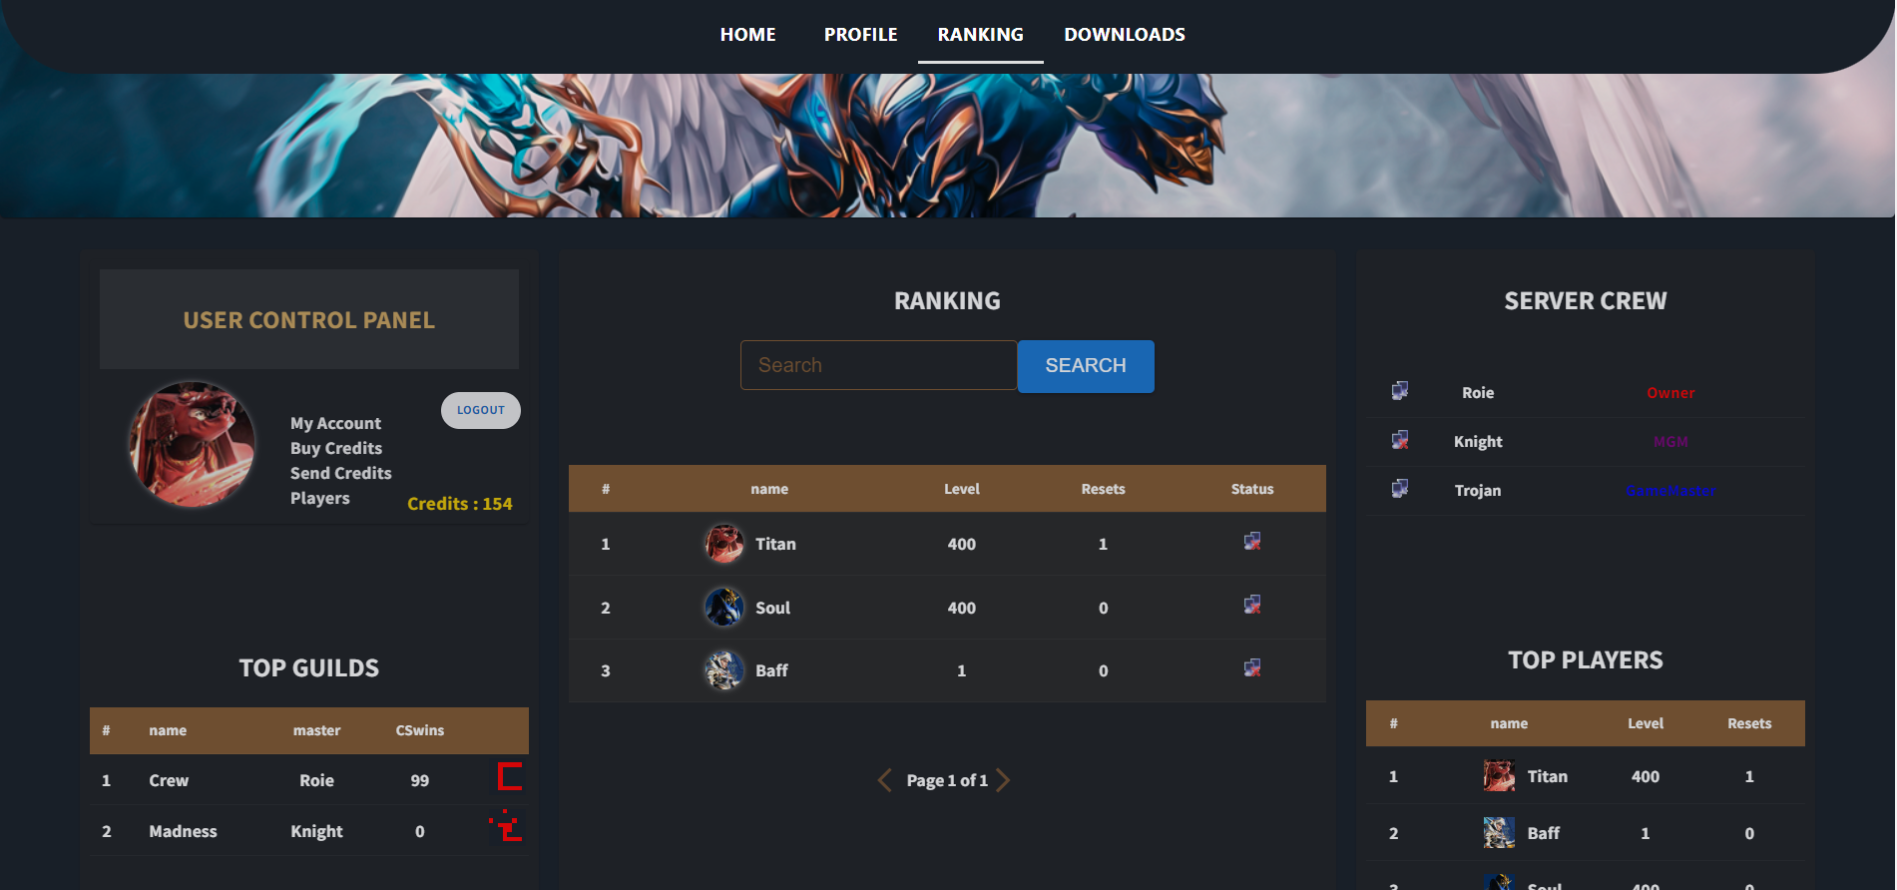 HOME PROFILE RANKING DOWNLOADS
USER CONTROL PANEL
LOGOUT
My Account
Buy Credits
Send Credits
Players
Credits : 154
TOP GUILDS
# name master CSwins
1 Crew Roie 99
2 Madness Knight 0
RANKING
Search SEARCH
# name Level Resets Status
1 Titan 400 1
2 Soul 400 0
3 Baff 1 0
Page 1 of 1
SERVER CREW
Roie Owner
Knight MGM
Trojan GameMaster
TOP PLAYERS
# name Level Resets
1 Titan 400 1
2 Baff 1 0
3 Soul 400 0